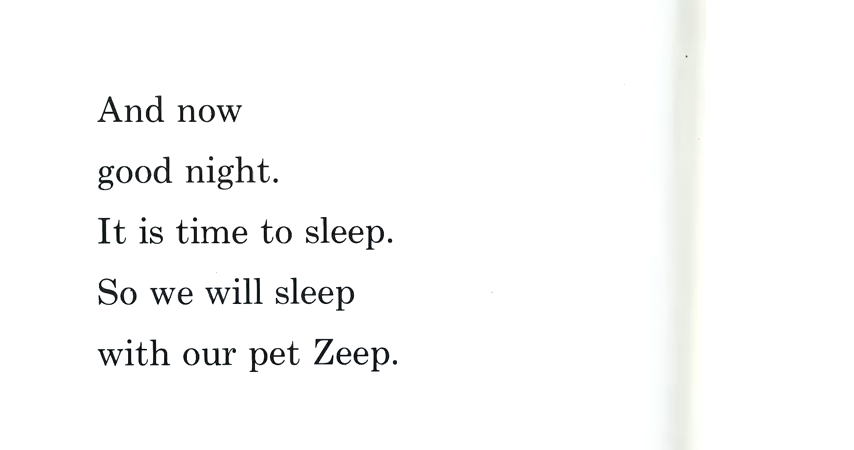 And now
good night.
It is time to sleep.
So we will sleep
with our pet Zeep.